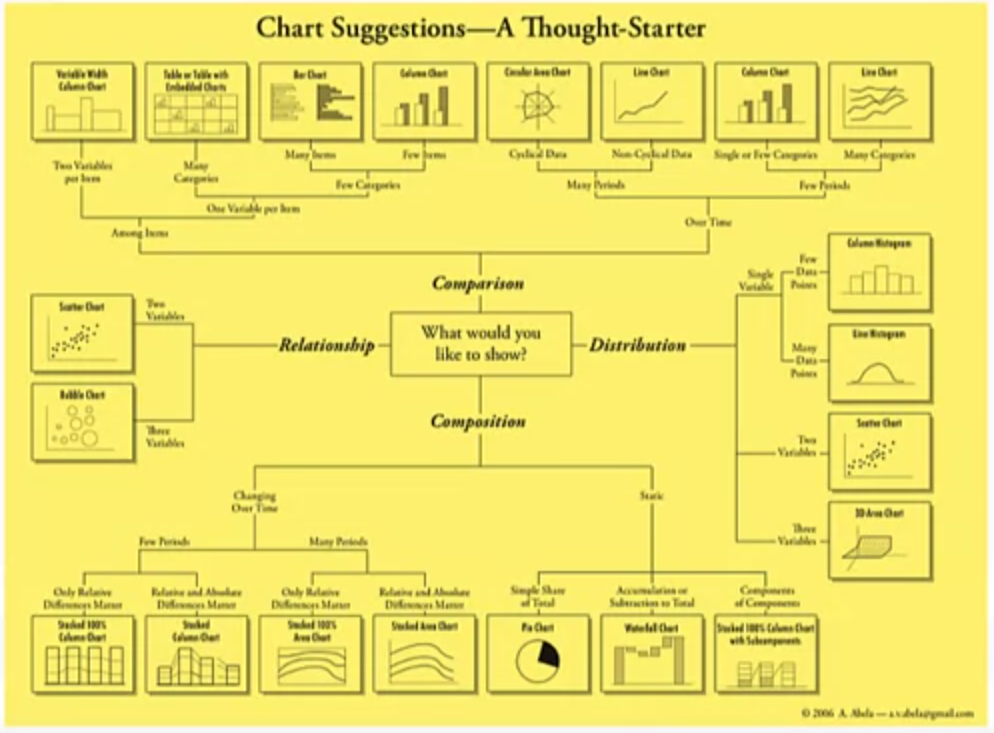 Chart Suggestions—A Thought-Starter
Variable Width
Column Chart
Table or Table with
Embedded Charts
Bar Chart
Column Chart
Circular Area Chart
Line Chart
Column Chart
Line Chart
Two Variables
per Item
Many
Categories
Many Items
Few Items
Cyclical Data
Non-Cyclical Data
Single or Few Categories
Many Categories
Few Categories
Many Periods
Few Periods
One Variable per Item
Among Items
Over Time
Comparison
What would you
like to show?
Relationship
Two
Variables
Scatter Chart
Three
Variables
Bubble Chart
Distribution
Single
Variable
Few
Data
Points
Column Histogram
Many
Data
Points
Line Histogram
Two
Variables
Scatter Chart
Three
Variables
3D Area Chart
Composition
Changing
Over Time
Static
Few Periods
Many Periods
Only Relative
Differences Matter
Relative and Absolute
Differences Matter
Only Relative
Differences Matter
Relative and Absolute
Differences Matter
Simple Share
of Total
Accumulation or
Subtraction to Total
Components
of Components
Stacked 100%
Column Chart
Stacked
Column Chart
Stacked 100%
Area Chart
Stacked Area Chart
Pie Chart
Waterfall Chart
Stacked 100% Column Chart
with Subcomponents
© 2006 A. Abela — a.v.abela@gmail.com